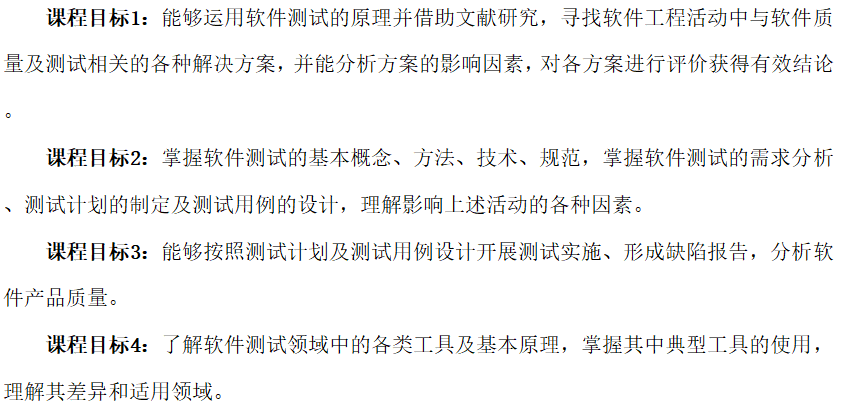 课程目标1：能够运用软件测试的原理并借助文献研究，寻找软件工程活动中与软件质
量及测试相关的各种解决方案，并能分析方案的影响因素，对各方案进行评价获得有效结论
。
课程目标2：掌握软件测试的基本概念、方法、技术、规范，掌握软件测试的需求分析
、测试计划的制定及测试用例的设计，理解影响上述活动的各种因素。
课程目标3：能够按照测试计划及测试用例设计开展测试实施、形成缺陷报告，分析软
件产品质量。
课程目标4：了解软件测试领域中的各类工具及基本原理，掌握其中典型工具的使用，
理解其差异和适用领域。